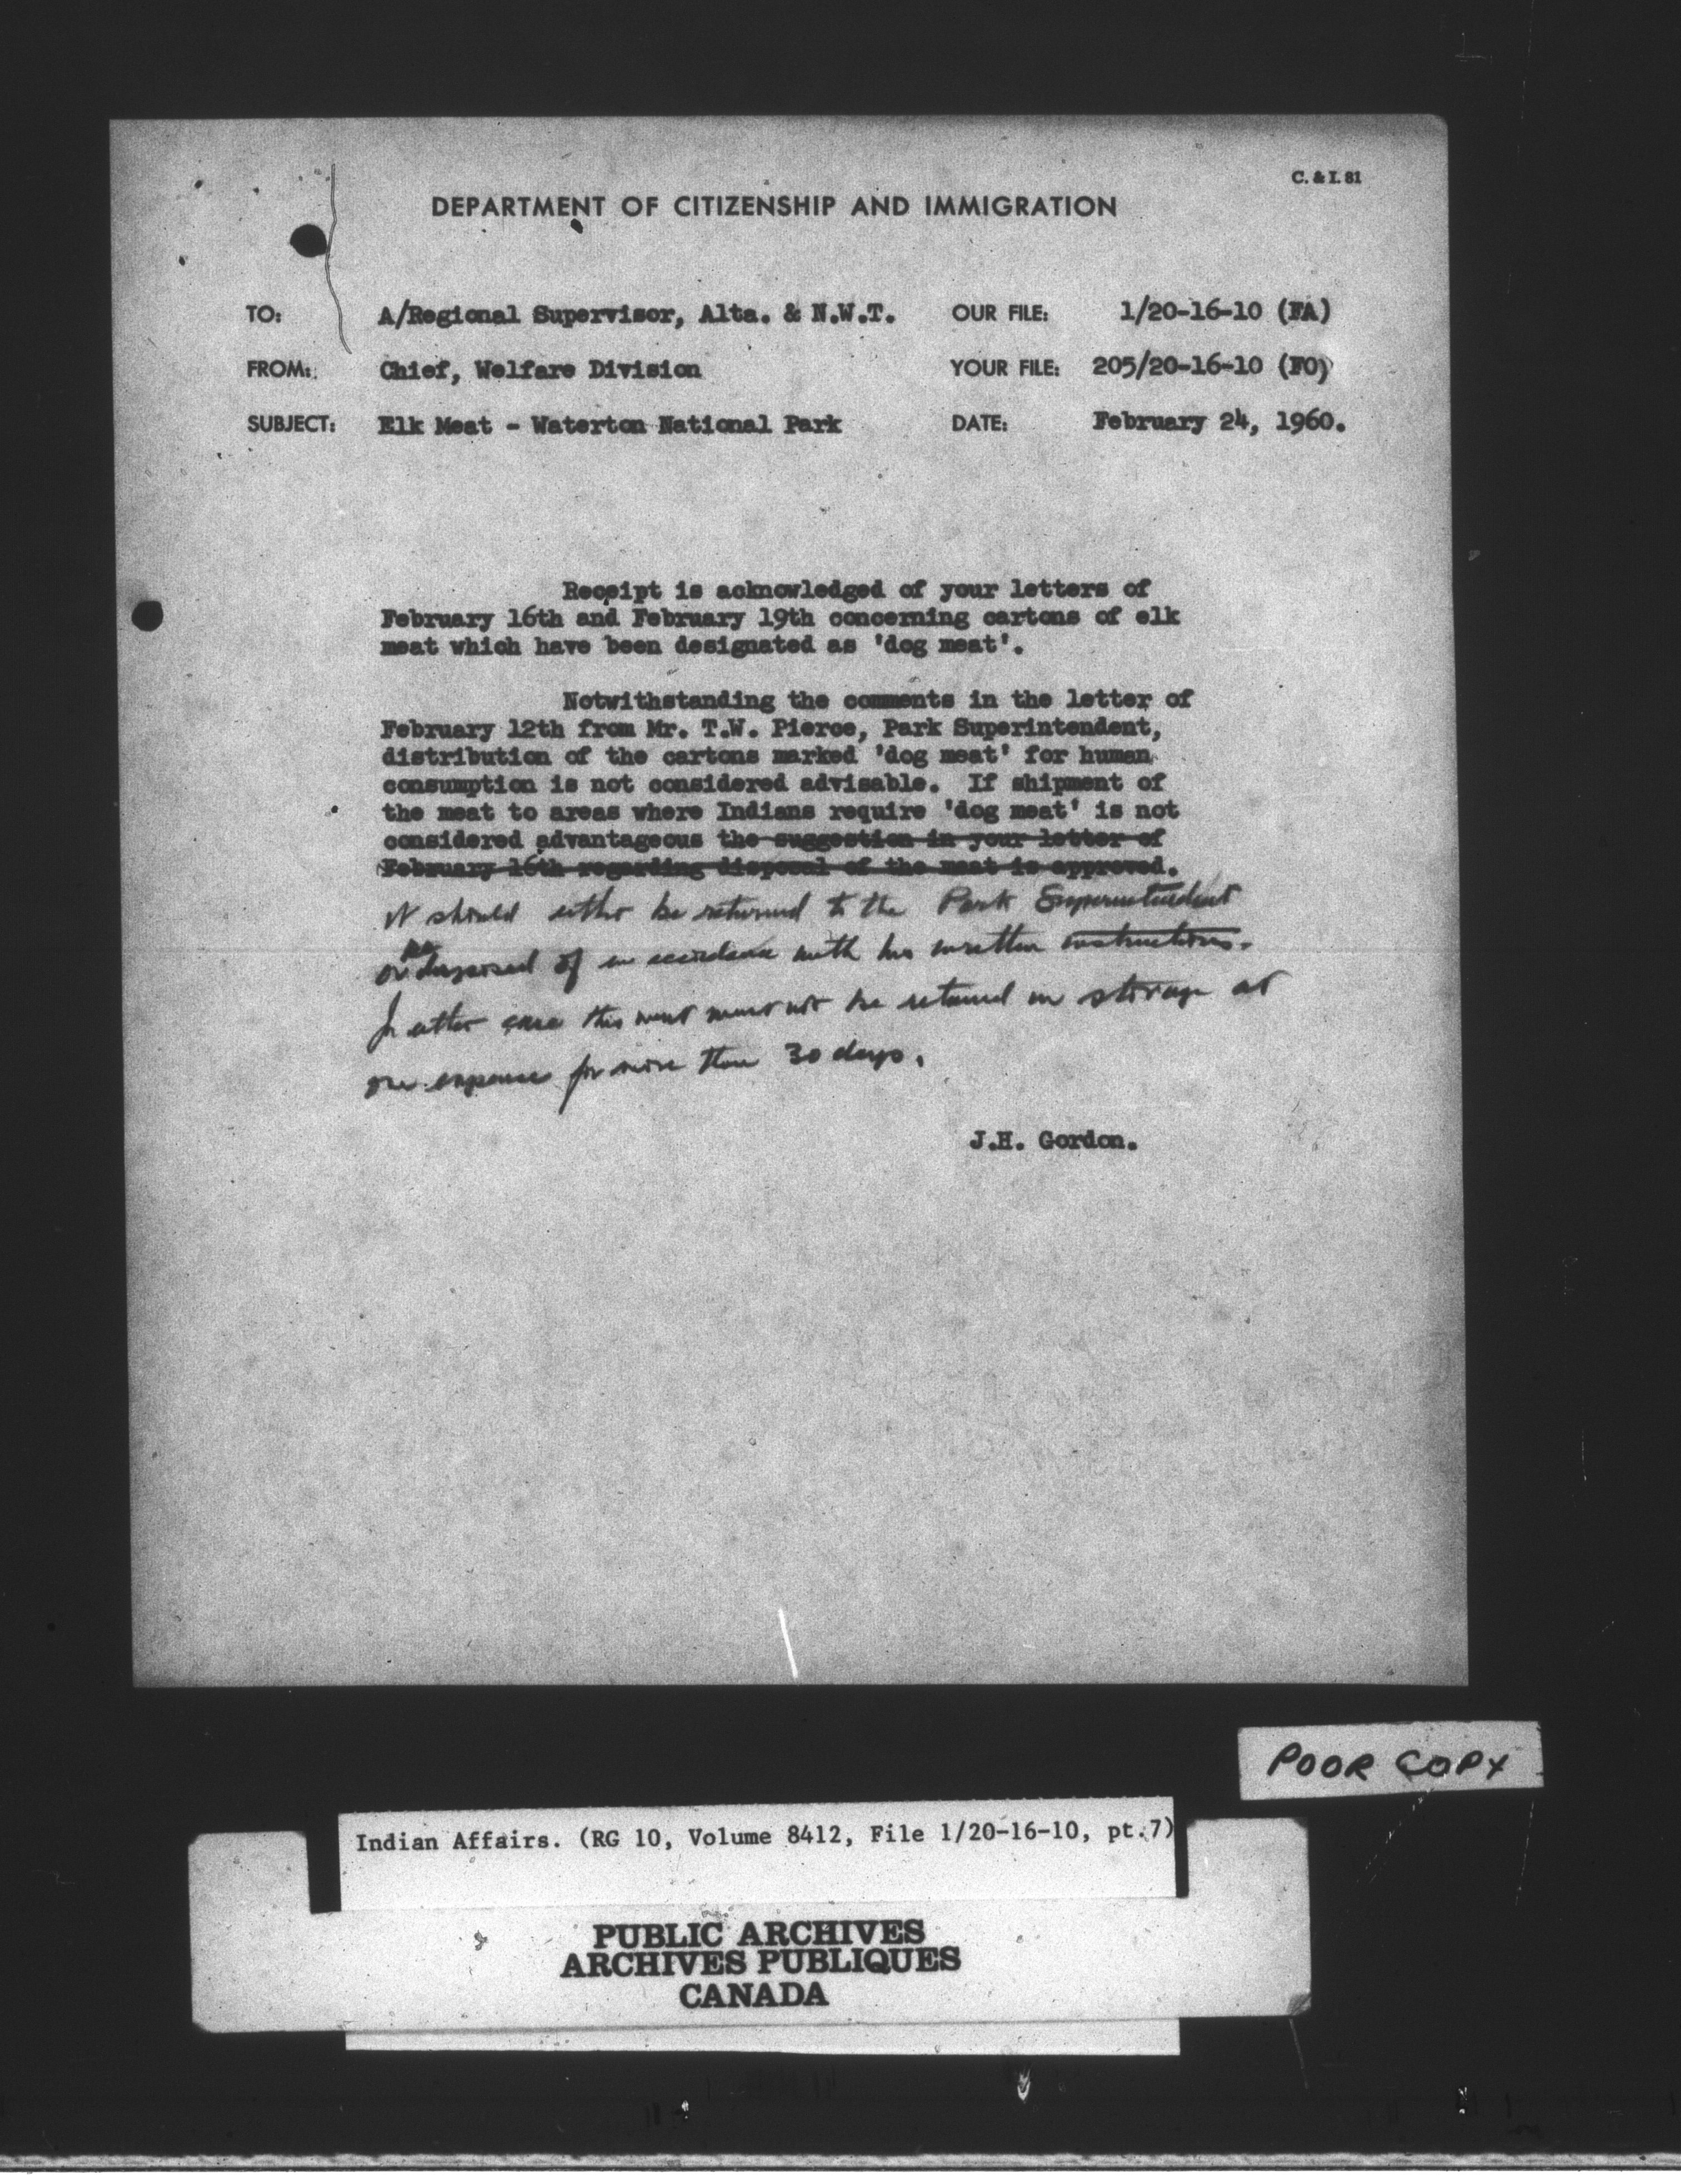 C. & I. 81
DEPARTMENT OF CITIZENSHIP AND IMMIGRATION
TO: A/Regional Supervisor, Alta. & N.W.T. OUR FILE: 1/20-16-10 (FA)
FROM: Chief, Welfare Division YOUR FILE: 205/20-16-10 (FO)
SUBJECT: Elk Meat - Waterton National Park DATE: February 24, 1960.
Receipt is acknowledged of your letters of
February 16th and February 19th concerning cartons of elk
meat which have been designated as 'dog meat'.
Notwithstanding the comments in the letter of
February 12th from Mr. T.W. Pierce, Park Superintendent,
distribution of the cartons marked 'dog meat' for human
consumption is not considered advisable. If shipment of
the meat to areas where Indians require 'dog meat' is not
considered advantageous the suggestion in your letter of
February 16th regarding disposal of the meat is approved.
it should either be returned to the Park Superintendent
or be disposed of in accordance with his written instructions.
In either case this meat must not be retained in storage at
our expense for more than 30 days.
J.H. Gordon.
POOR COPY
Indian Affairs. (RG 10, Volume 8412, File 1/20-16-10, pt.7)
PUBLIC ARCHIVES
ARCHIVES PUBLIQUES
CANADA